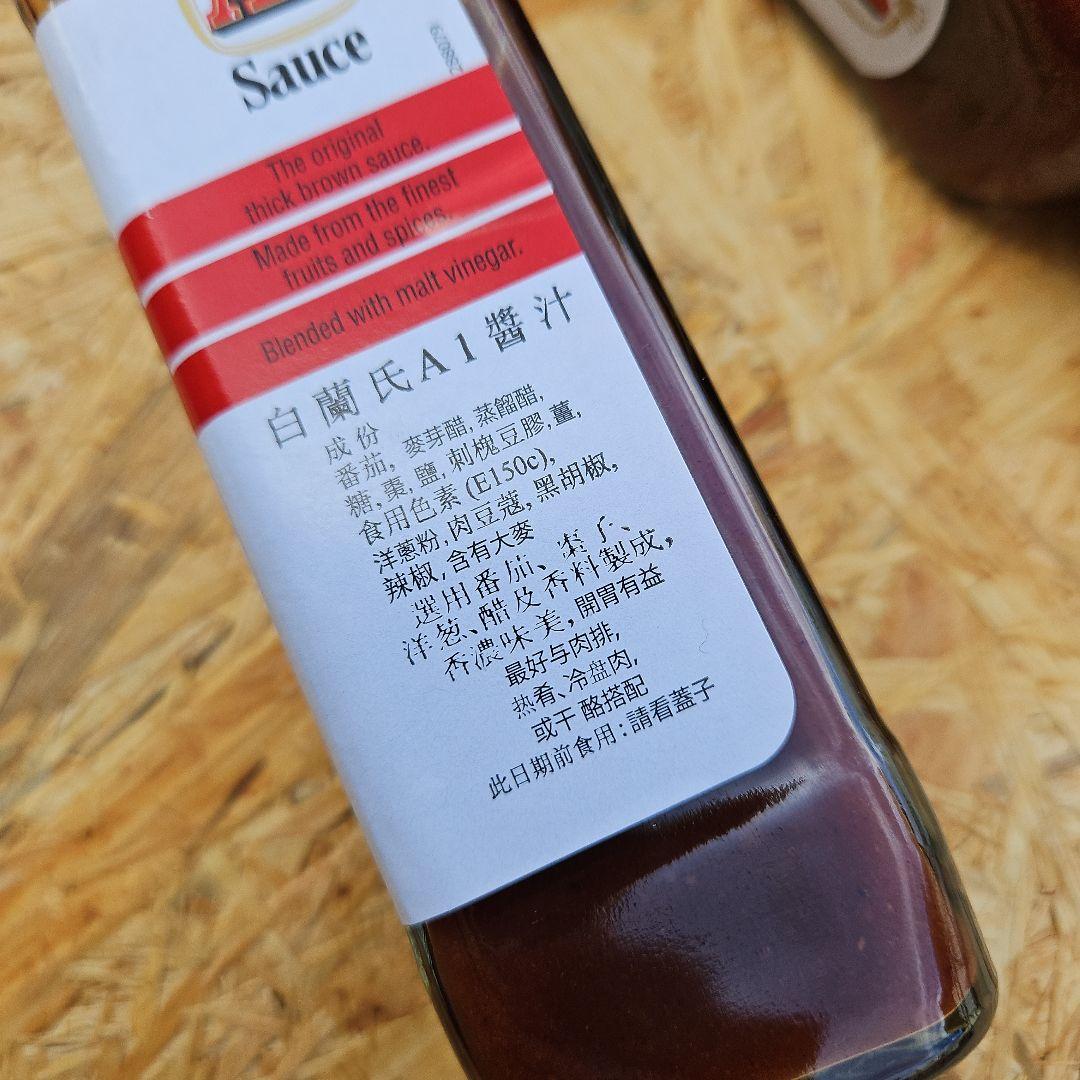 Sauce
The original
thick brown sauce.
Made from the finest
fruits and spices.
Blended with malt vinegar.
白蘭氏A1醬汁
成份
番茄, 麥芽醋, 蒸餾醋,
糖, 棗, 鹽, 刺槐豆膠, 薑,
食用色素 (E150c),
洋蔥粉, 肉豆蔻, 黑胡椒,
辣椒, 含有大麥
選用番茄、棗子、
洋葱、醋及香料製成,
香濃味美, 開胃有益
最好与肉排,
热肴、冷盘肉,
或干 酪搭配
此日期前食用 : 請看蓋子